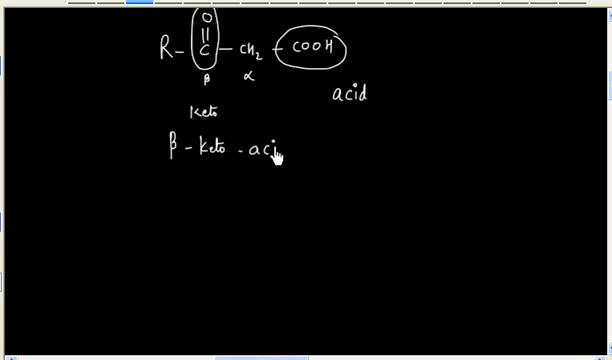 O
||
R - C - CH2 - COOH
β α
acid
Keto
β - Keto - aci